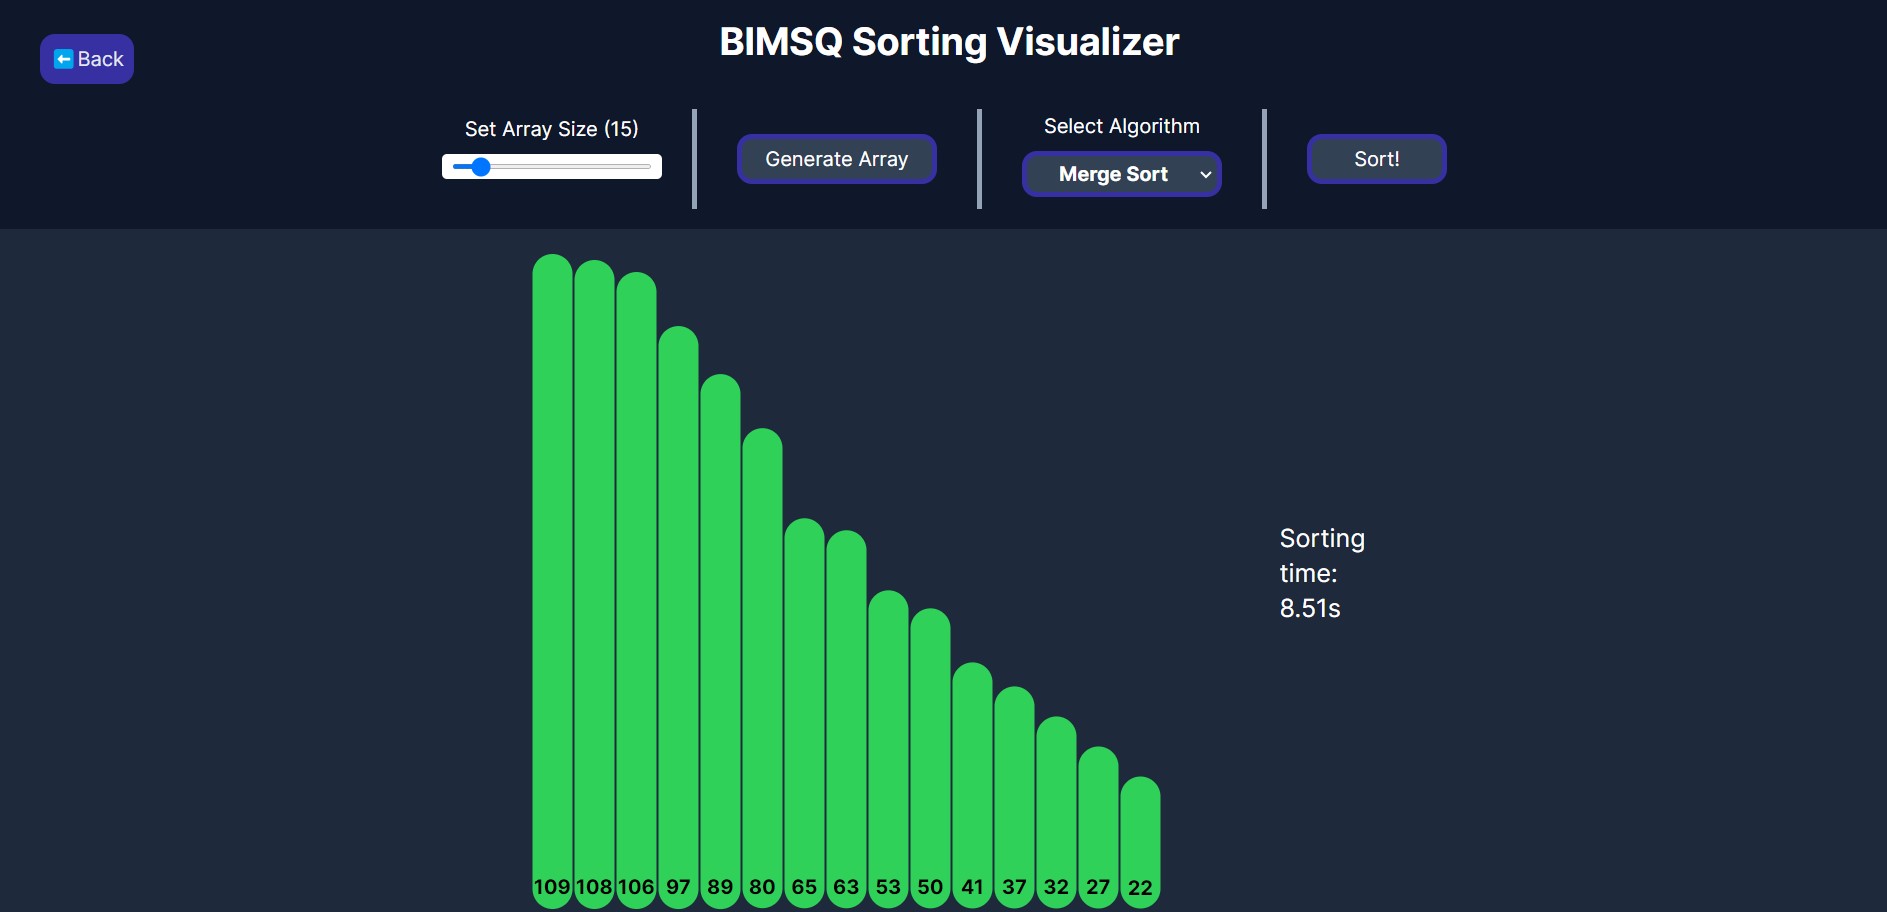 BIMSQ Sorting Visualizer
Back
Set Array Size (15)
Generate Array
Select Algorithm
Merge Sort
Sort!
Sorting
time:
8.51s
109 108 106 97 89 80 65 63 53 50 41 37 32 27 22